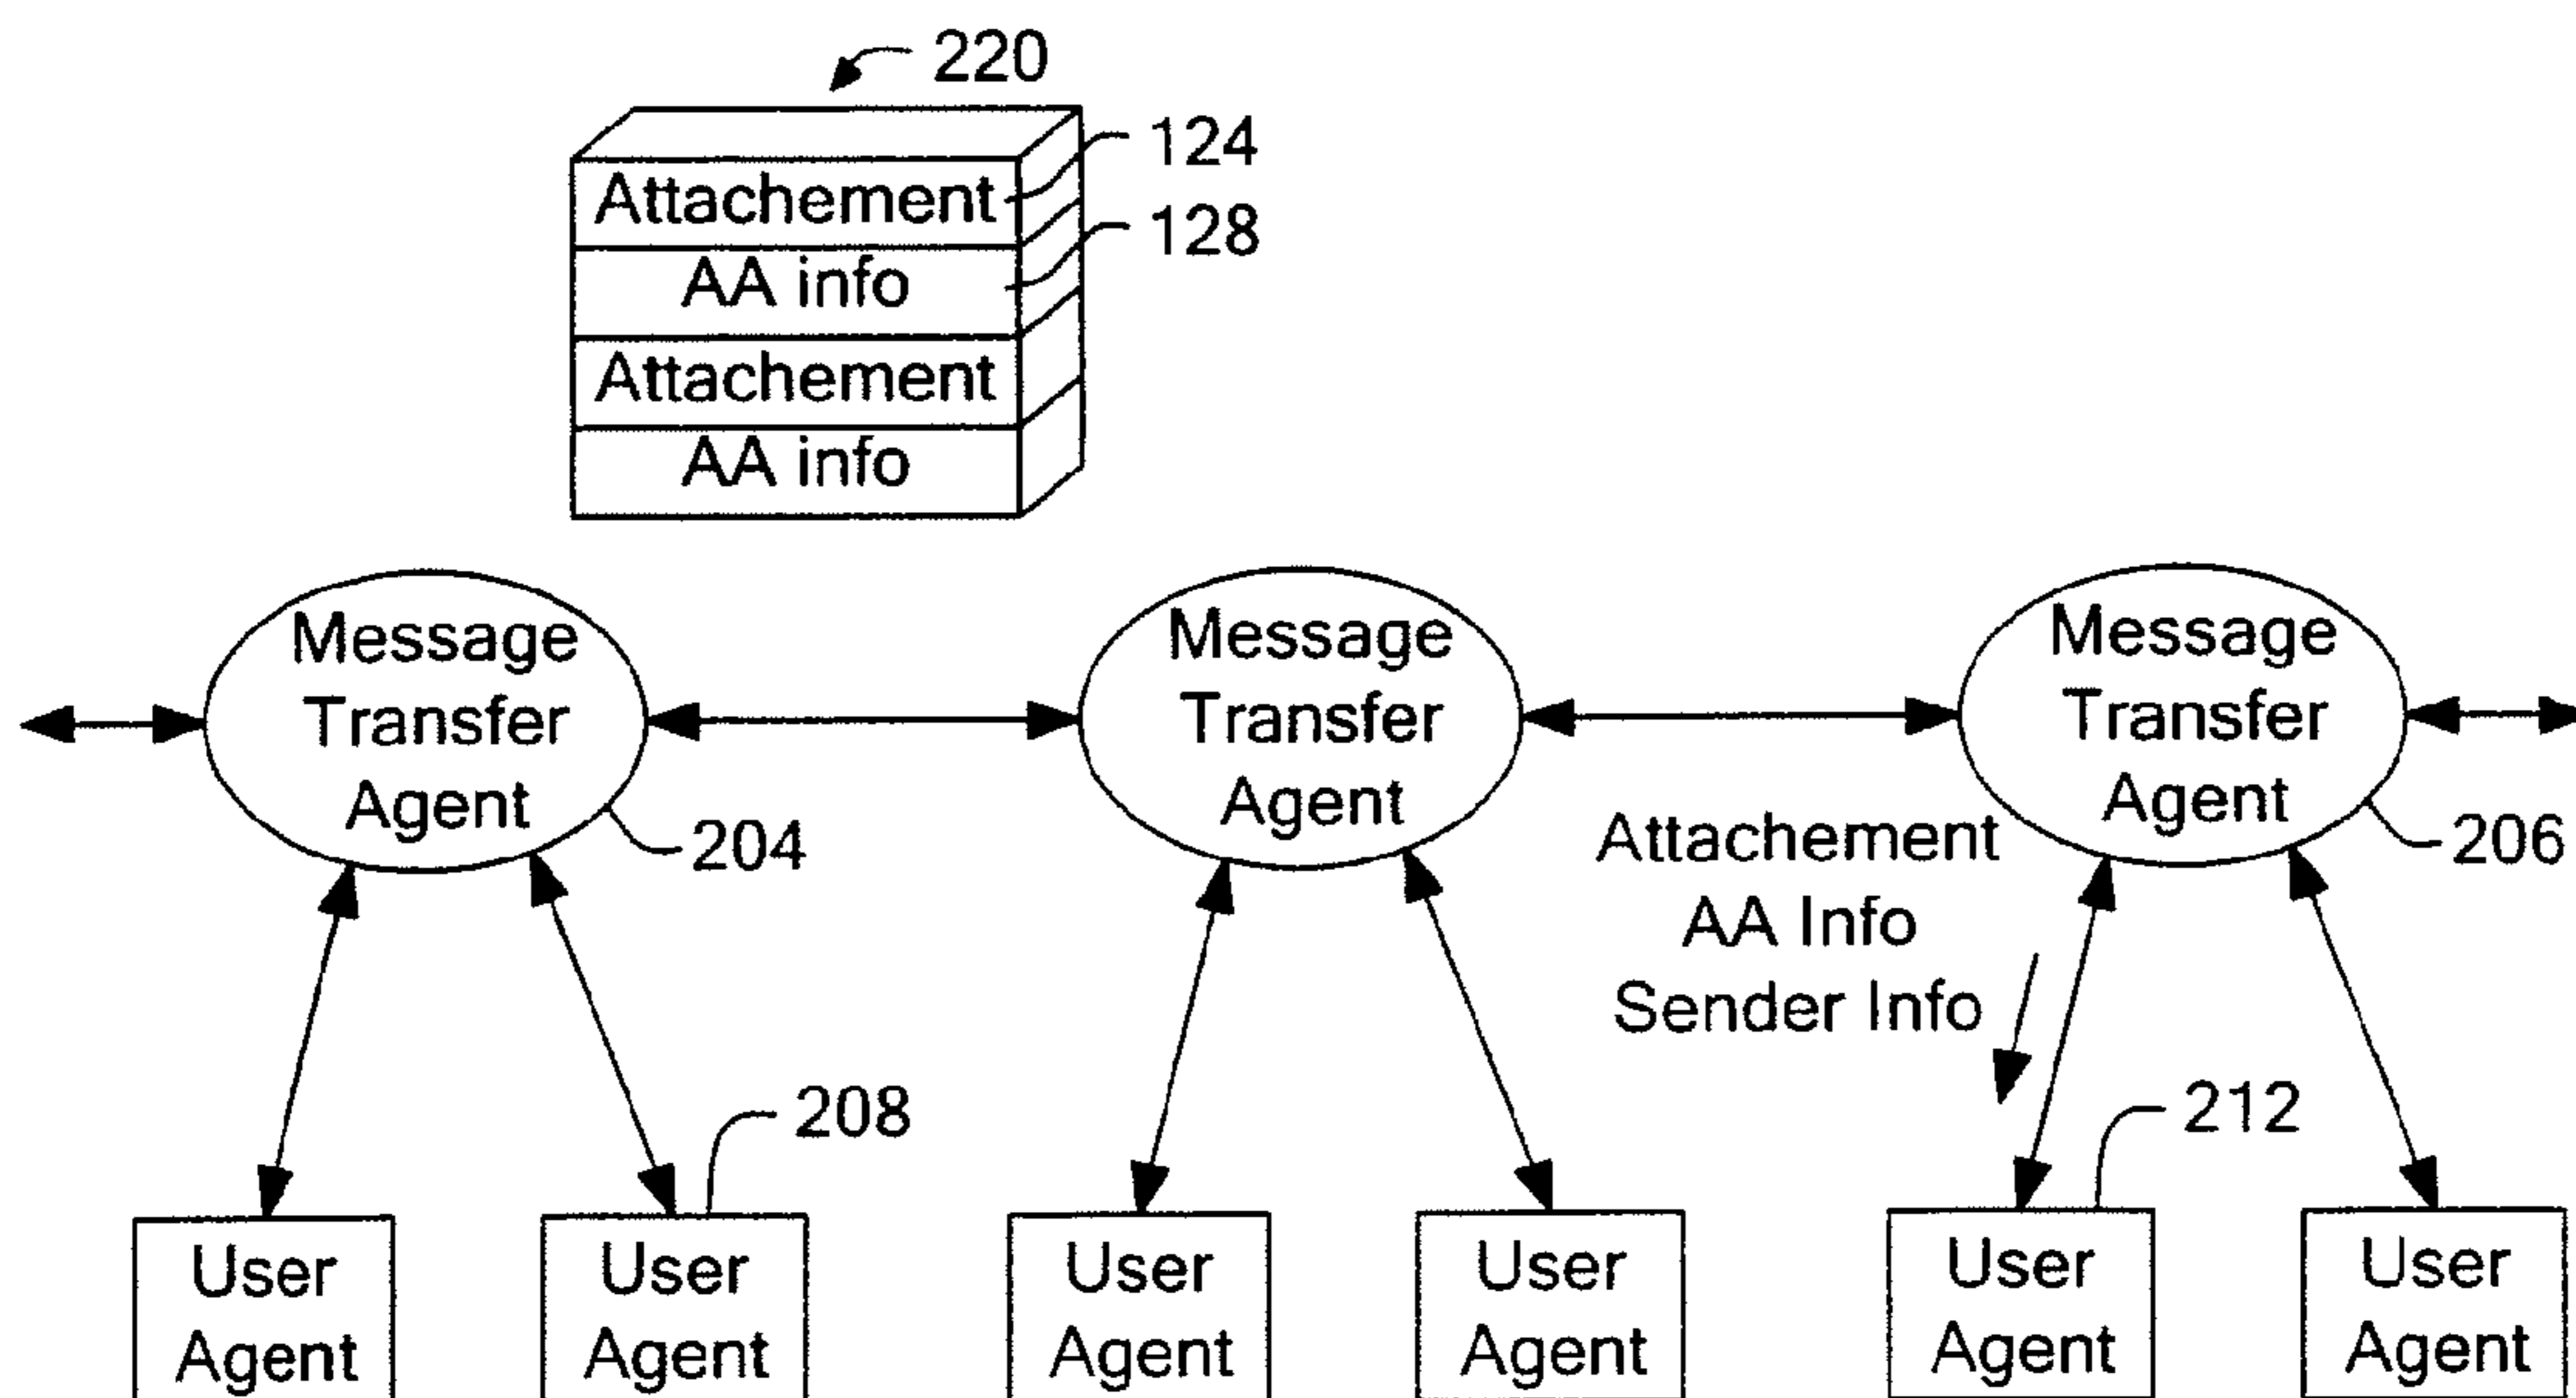 220
Attachement
124
AA info
128
Attachement
AA info
Message
Transfer
Agent
204
Message
Transfer
Agent
Message
Transfer
Agent
206
Attachement
AA Info
Sender Info
208
212
User
Agent
User
Agent
User
Agent
User
Agent
User
Agent
User
Agent